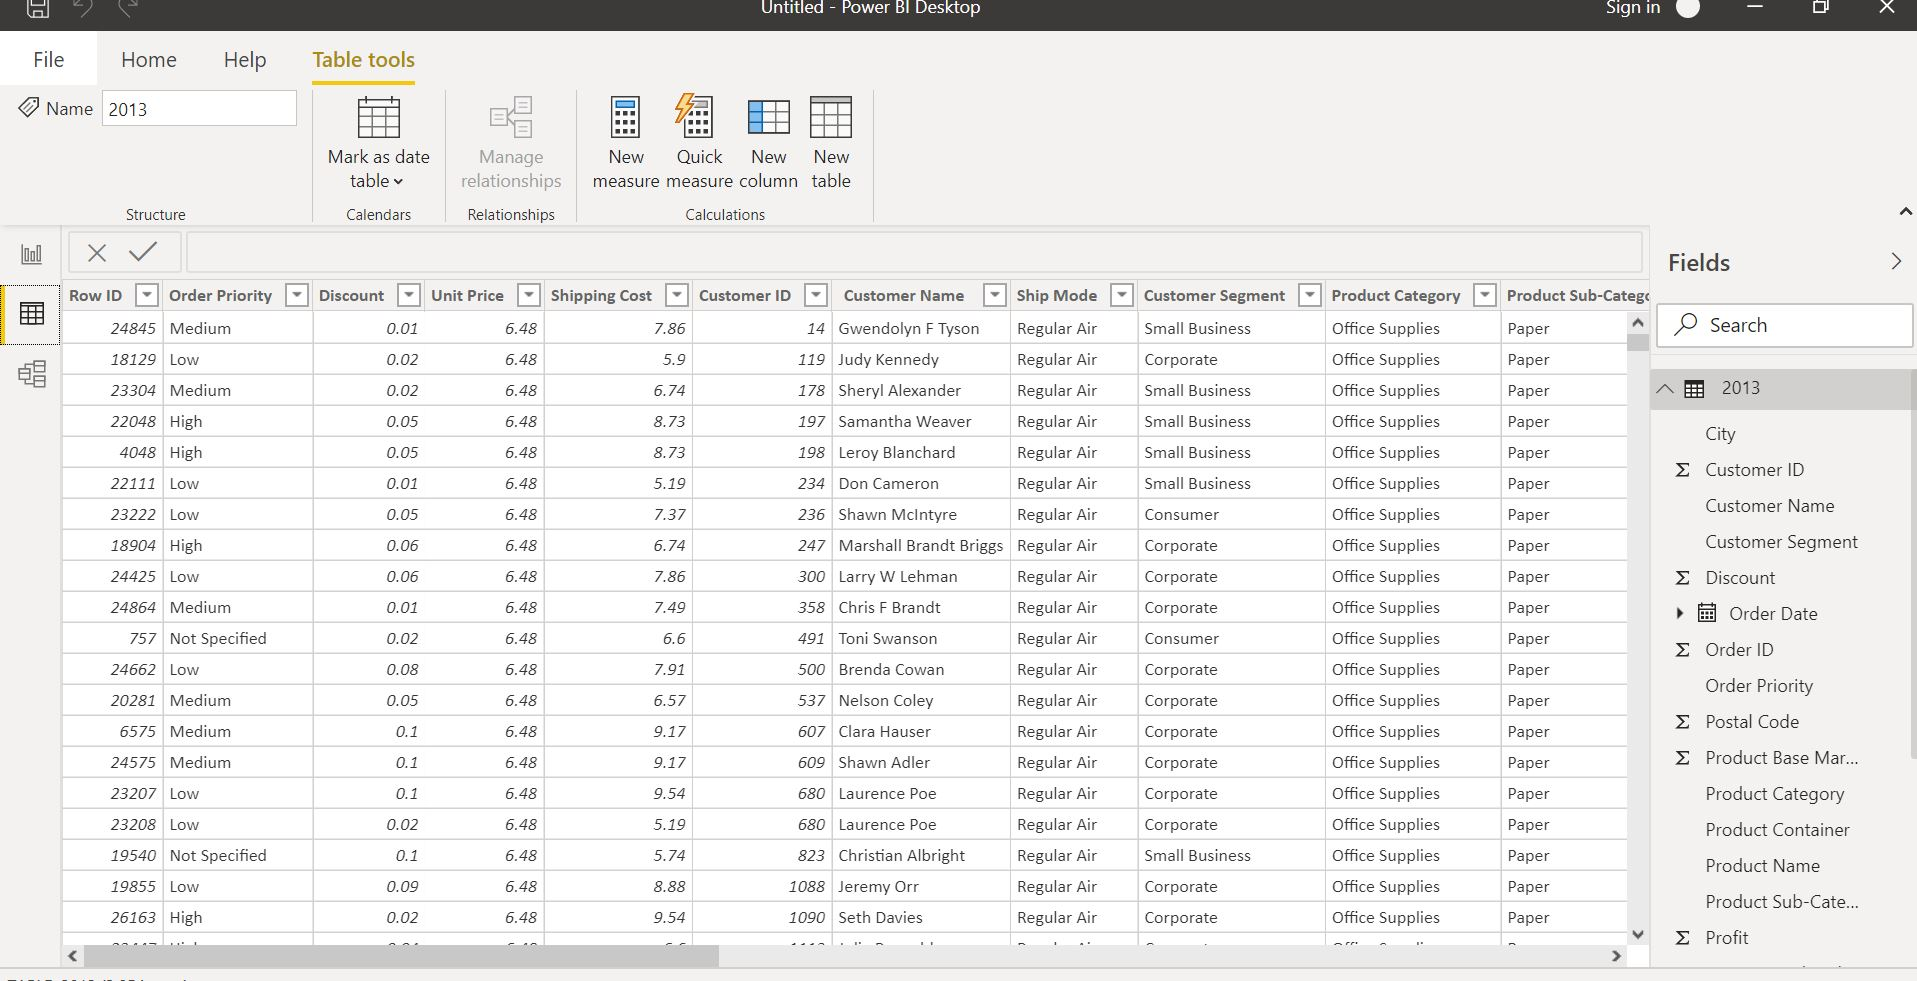 Untitled - Power BI Desktop
Sign in
File Home Help Table tools
Name 2013
Mark as date table
Manage relationships
New measure
Quick measure
New column
New table
Structure Calendars Relationships Calculations
Fields
Search
Row ID Order Priority Discount Unit Price Shipping Cost Customer ID Customer Name Ship Mode Customer Segment Product Category Product Sub-Catego
24845 Medium 0.01 6.48 7.86 14 Gwendolyn F Tyson Regular Air Small Business Office Supplies Paper
18129 Low 0.02 6.48 5.9 119 Judy Kennedy Regular Air Corporate Office Supplies Paper
23304 Medium 0.02 6.48 6.74 178 Sheryl Alexander Regular Air Small Business Office Supplies Paper
22048 High 0.05 6.48 8.73 197 Samantha Weaver Regular Air Small Business Office Supplies Paper
4048 High 0.05 6.48 8.73 198 Leroy Blanchard Regular Air Small Business Office Supplies Paper
22111 Low 0.01 6.48 5.19 234 Don Cameron Regular Air Small Business Office Supplies Paper
23222 Low 0.05 6.48 7.37 236 Shawn McIntyre Regular Air Consumer Office Supplies Paper
18904 High 0.06 6.48 6.74 247 Marshall Brandt Briggs Regular Air Corporate Office Supplies Paper
24425 Low 0.06 6.48 7.86 300 Larry W Lehman Regular Air Corporate Office Supplies Paper
24864 Medium 0.01 6.48 7.49 358 Chris F Brandt Regular Air Corporate Office Supplies Paper
757 Not Specified 0.02 6.48 6.6 491 Toni Swanson Regular Air Consumer Office Supplies Paper
24662 Low 0.08 6.48 7.91 500 Brenda Cowan Regular Air Corporate Office Supplies Paper
20281 Medium 0.05 6.48 6.57 537 Nelson Coley Regular Air Corporate Office Supplies Paper
6575 Medium 0.1 6.48 9.17 607 Clara Hauser Regular Air Corporate Office Supplies Paper
24575 Medium 0.1 6.48 9.17 609 Shawn Adler Regular Air Corporate Office Supplies Paper
23207 Low 0.1 6.48 9.54 680 Laurence Poe Regular Air Corporate Office Supplies Paper
23208 Low 0.02 6.48 5.19 680 Laurence Poe Regular Air Corporate Office Supplies Paper
19540 Not Specified 0.1 6.48 5.74 823 Christian Albright Regular Air Small Business Office Supplies Paper
19855 Low 0.09 6.48 8.88 1088 Jeremy Orr Regular Air Corporate Office Supplies Paper
26163 High 0.02 6.48 9.54 1090 Seth Davies Regular Air Corporate Office Supplies Paper
2013
City
Σ Customer ID
Customer Name
Customer Segment
Σ Discount
Order Date
Σ Order ID
Order Priority
Σ Postal Code
Σ Product Base Mar...
Product Category
Product Container
Product Name
Product Sub-Cate...
Σ Profit